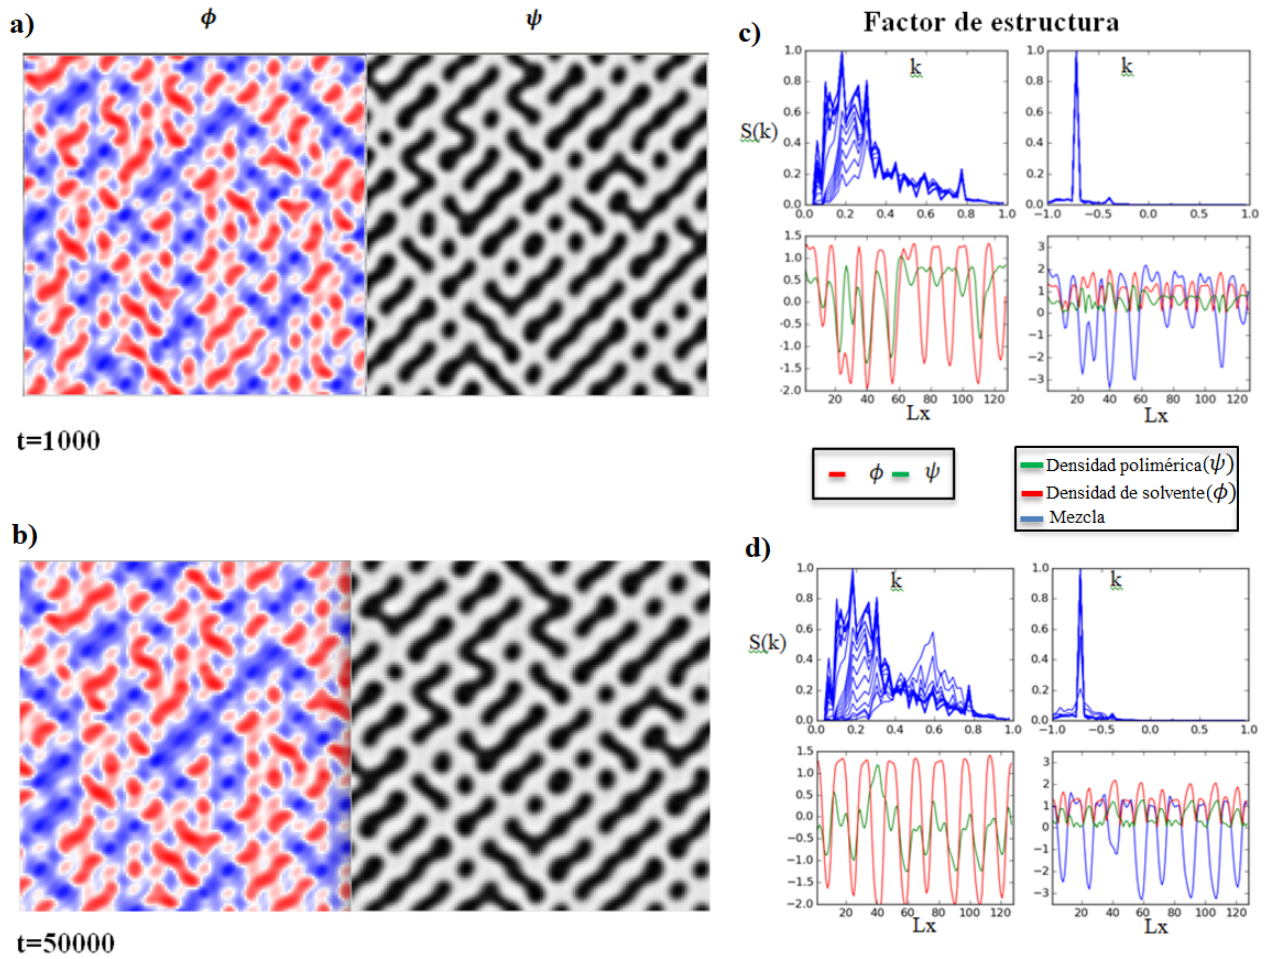 a)
ϕ
ψ
t=1000
b)
t=50000
c)
Factor de estructura
1.0
0.8
0.6
0.4
0.2
0.0
S(k)
k
0.0 0.2 0.4 0.6 0.8 1.0
1.0
0.8
0.6
0.4
0.2
0.0
k
−1.0 −0.5 0.0 0.5 1.0
1.5
1.0
0.5
0.0
−0.5
−1.0
−1.5
−2.0
20 40 60 80 100 120
Lx
3
2
1
0
−1
−2
−3
20 40 60 80 100 120
Lx
ϕ ψ
Densidad polimérica(ψ)
Densidad de solvente(ϕ)
Mezcla
d)
1.0
0.8
0.6
0.4
0.2
0.0
S(k)
k
0.0 0.2 0.4 0.6 0.8 1.0
1.0
0.8
0.6
0.4
0.2
0.0
k
−1.0 −0.5 0.0 0.5 1.0
1.5
1.0
0.5
0.0
−0.5
−1.0
−1.5
−2.0
20 40 60 80 100 120
Lx
3
2
1
0
−1
−2
−3
20 40 60 80 100 120
Lx